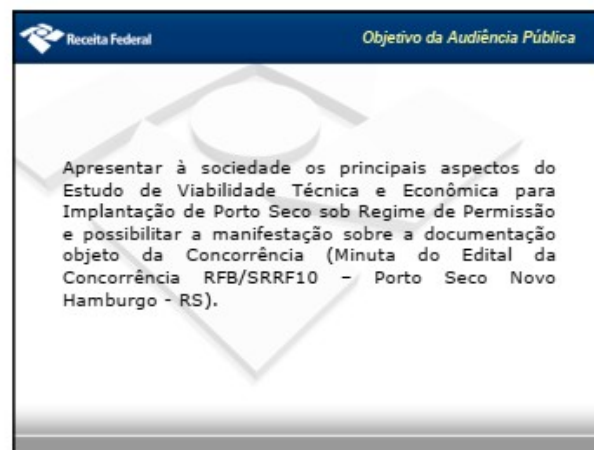 Receita Federal
Objetivo da Audiência Pública
Apresentar à sociedade os principais aspectos do
Estudo de Viabilidade Técnica e Econômica para
Implantação de Porto Seco sob Regime de Permissão
e possibilitar a manifestação sobre a documentação
objeto da Concorrência (Minuta do Edital da
Concorrência RFB/SRRF10 – Porto Seco Novo
Hamburgo - RS).